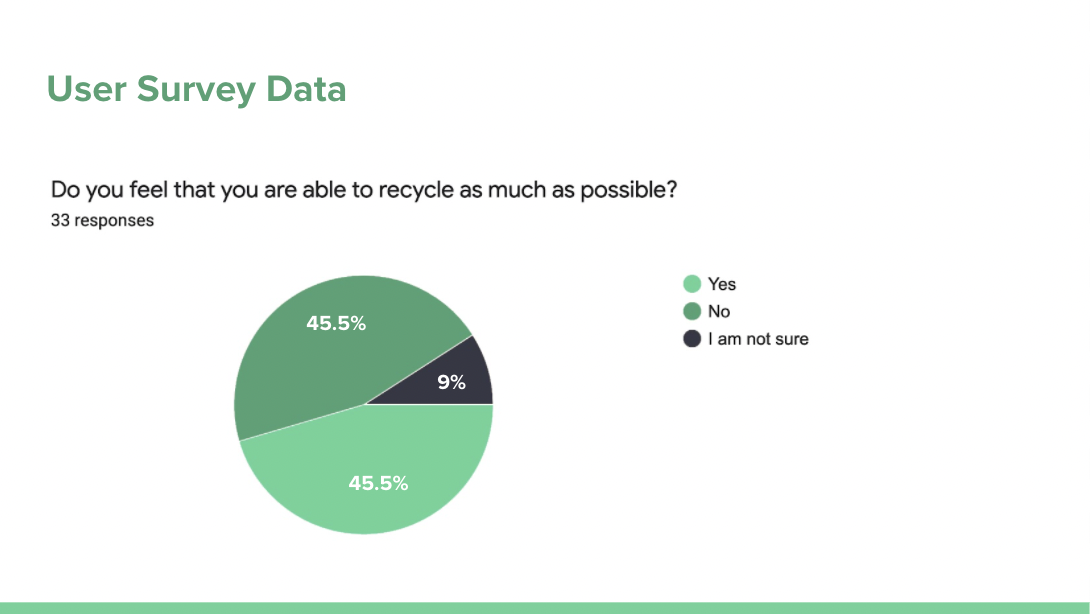 User Survey Data
Do you feel that you are able to recycle as much as possible?
33 responses
Yes
No
I am not sure
45.5%
9%
45.5%